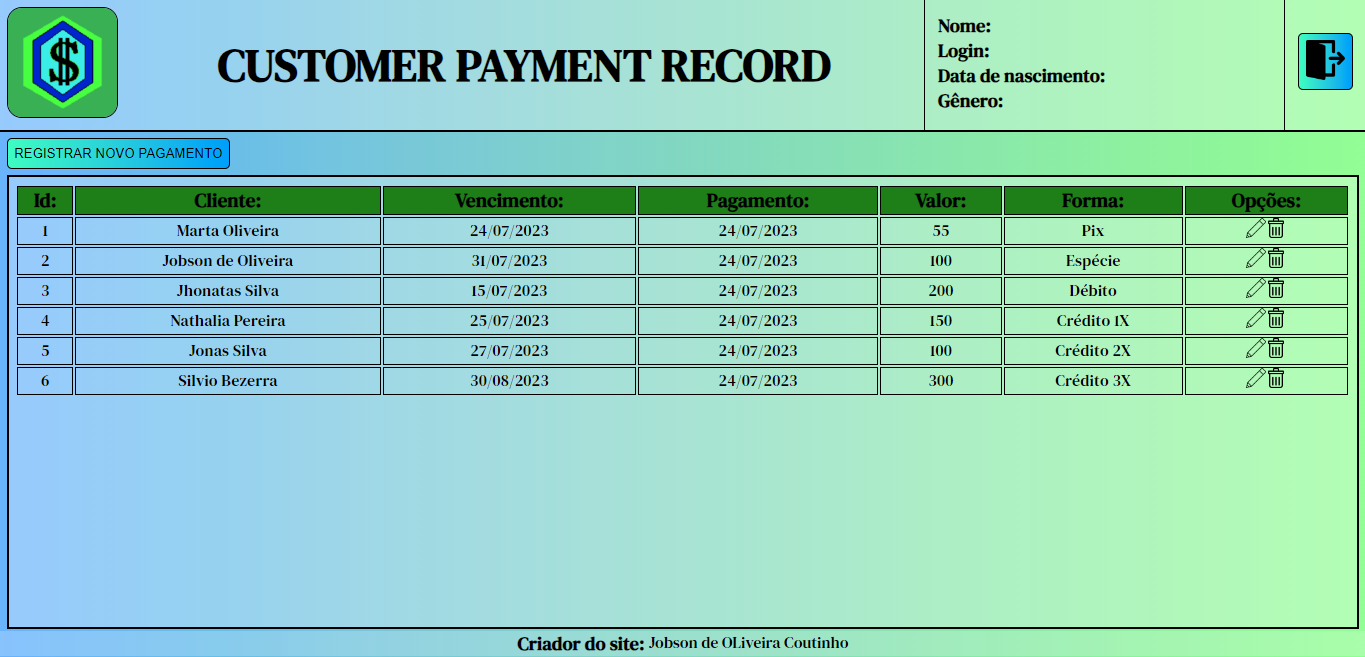 $
CUSTOMER PAYMENT RECORD
Nome:
Login:
Data de nascimento:
Gênero:
REGISTRAR NOVO PAGAMENTO
Id: Cliente: Vencimento: Pagamento: Valor: Forma: Opções:
1 Marta Oliveira 24/07/2023 24/07/2023 55 Pix
2 Jobson de Oliveira 31/07/2023 24/07/2023 100 Espécie
3 Jhonatas Silva 15/07/2023 24/07/2023 200 Débito
4 Nathalia Pereira 25/07/2023 24/07/2023 150 Crédito 1X
5 Jonas Silva 27/07/2023 24/07/2023 100 Crédito 2X
6 Silvio Bezerra 30/08/2023 24/07/2023 300 Crédito 3X
Criador do site: Jobson de OLiveira Coutinho